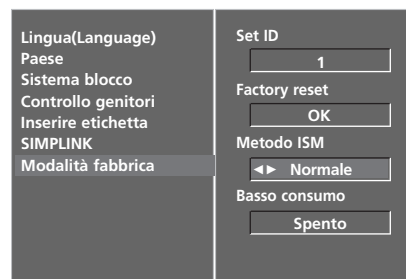 Lingua(Language)
Paese
Sistema blocco
Controllo genitori
Inserire etichetta
SIMPLINK
Modalità fabbrica
Set ID
1
Factory reset
OK
Metodo ISM
◄► Normale
Basso consumo
Spento